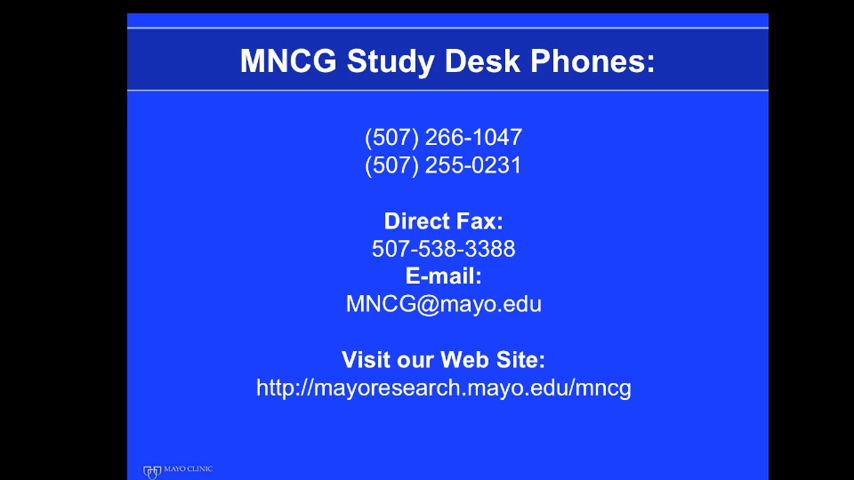 MNCG Study Desk Phones:
(507) 266-1047
(507) 255-0231
Direct Fax:
507-538-3388
E-mail:
MNCG@mayo.edu
Visit our Web Site:
http://mayoresearch.mayo.edu/mncg
MAYO CLINIC